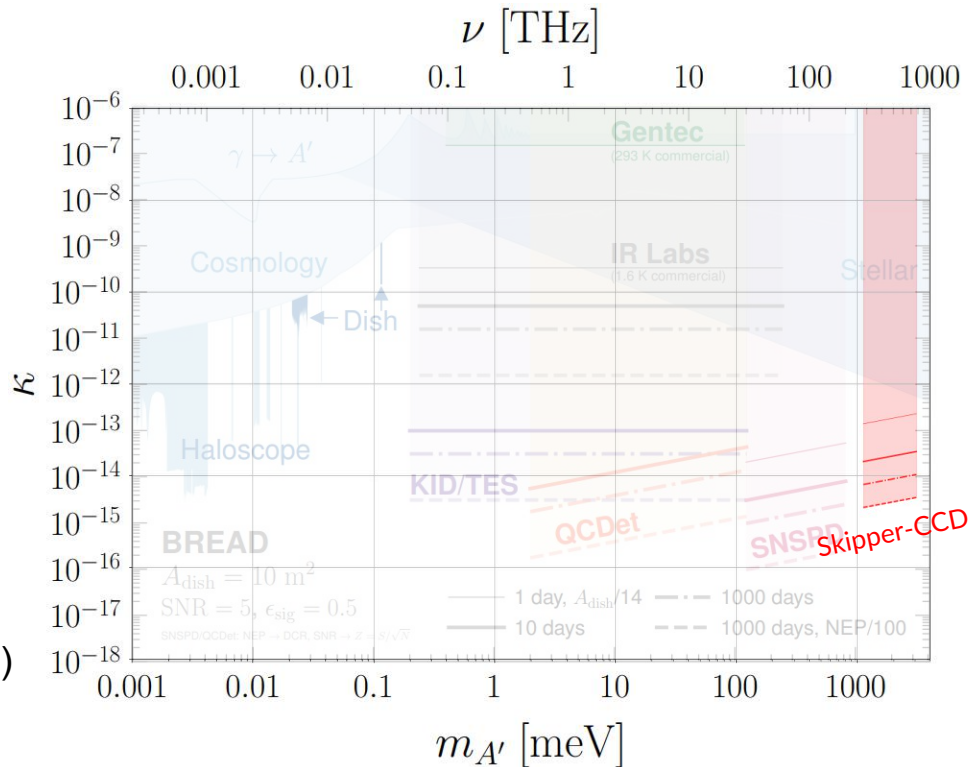 ν [THz]
0.001 0.01 0.1 1 10 100 1000
10⁻⁶
10⁻⁷
10⁻⁸
10⁻⁹
10⁻¹⁰
10⁻¹¹
10⁻¹²
10⁻¹³
10⁻¹⁴
10⁻¹⁵
10⁻¹⁶
10⁻¹⁷
10⁻¹⁸
κ
Gentec
(293 K commercial)
γ → A′
IR Labs
(1.6 K commercial)
Cosmology
Stellar
Dish
Haloscope
KID/TES
QCDet
SNSPD
Skipper-CCD
BREAD
A_dish = 10 m²
SNR = 5, ϵ_sig = 0.5
SNSPD/QCDet: NEP → DCR, SNR → Z = S/√N
1 day, A_dish/14
10 days
1000 days
1000 days, NEP/100
)
0.001 0.01 0.1 1 10 100 1000
m_A′ [meV]